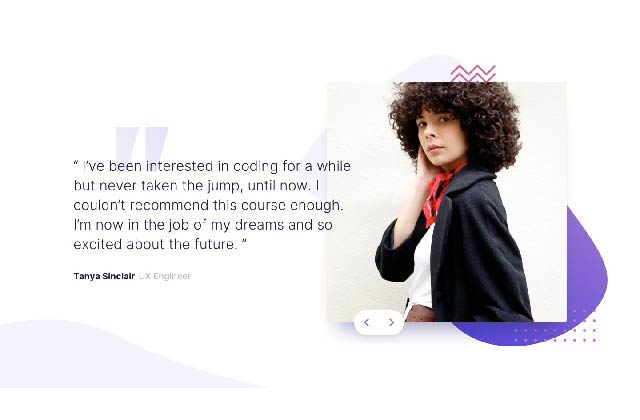 “ I’ve been interested in coding for a while
but never taken the jump, until now. I
couldn’t recommend this course enough.
I’m now in the job of my dreams and so
excited about the future. ”
Tanya Sinclair UX Engineer